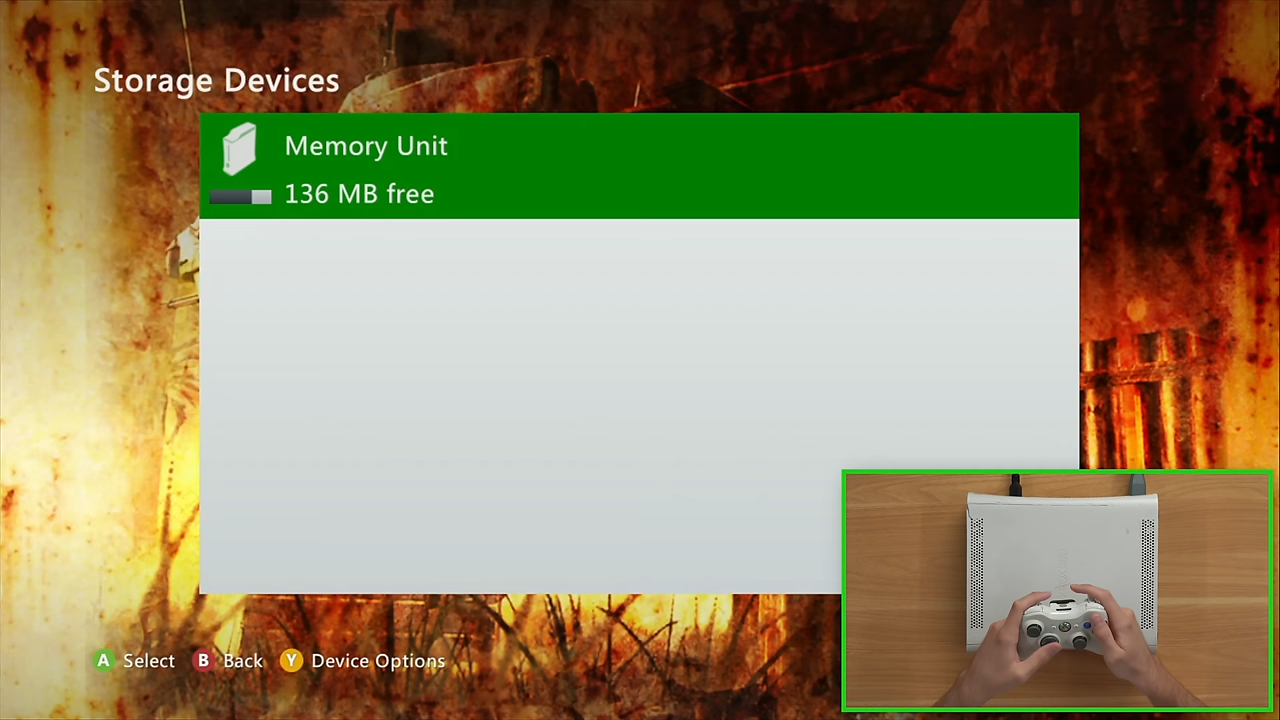 Storage Devices
Memory Unit
136 MB free
A Select B Back Y Device Options